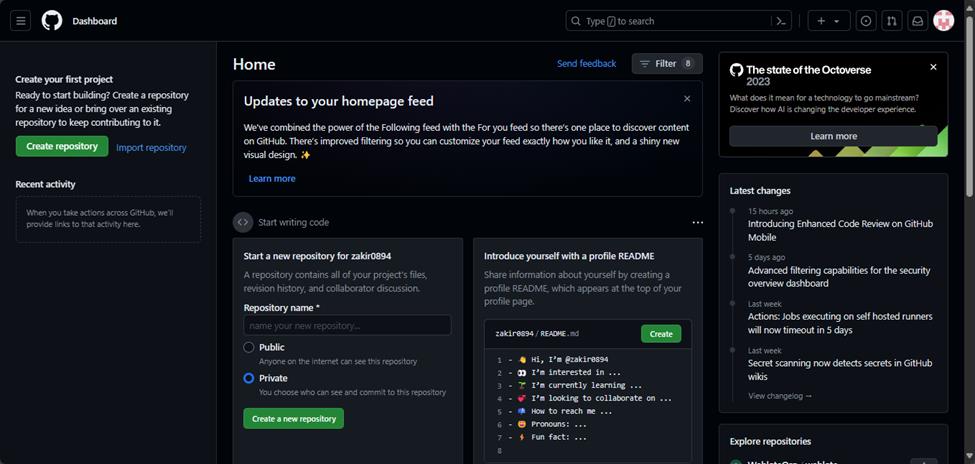 Dashboard
Type / to search
Create your first project
Ready to start building? Create a repository
for a new idea or bring over an existing
repository to keep contributing to it.
Create repository
Import repository
Recent activity
When you take actions across GitHub, we'll
provide links to that activity here.
Home
Send feedback
Filter 8
Updates to your homepage feed
We've combined the power of the Following feed with the For you feed so there's one place to discover content
on GitHub. There's improved filtering so you can customize your feed exactly how you like it, and a shiny new
visual design. ✨
Learn more
Start writing code
Start a new repository for zakir0894
A repository contains all of your project's files,
revision history, and collaborator discussion.
Repository name *
name your new repository...
Public
Anyone on the internet can see this repository
Private
You choose who can see and commit to this repository
Create a new repository
Introduce yourself with a profile README
Share information about yourself by creating a
profile README, which appears at the top of your
profile page.
zakir0894 / README.md
Create
1 - 👋 Hi, I'm @zakir0894
2 - 👀 I'm interested in ...
3 - 🌱 I'm currently learning ...
4 - 💞️ I'm looking to collaborate on ...
5 - 📫 How to reach me ...
6 - 😄 Pronouns: ...
7 - ⚡ Fun fact: ...
8
The state of the Octoverse
2023
What does it mean for a technology to go mainstream?
Discover how AI is changing the developer experience.
Learn more
Latest changes
15 hours ago
Introducing Enhanced Code Review on GitHub
Mobile
5 days ago
Advanced filtering capabilities for the security
overview dashboard
Last week
Actions: Jobs executing on self hosted runners
will now timeout in 5 days
Last week
Secret scanning now detects secrets in GitHub
wikis
View changelog →
Explore repositories